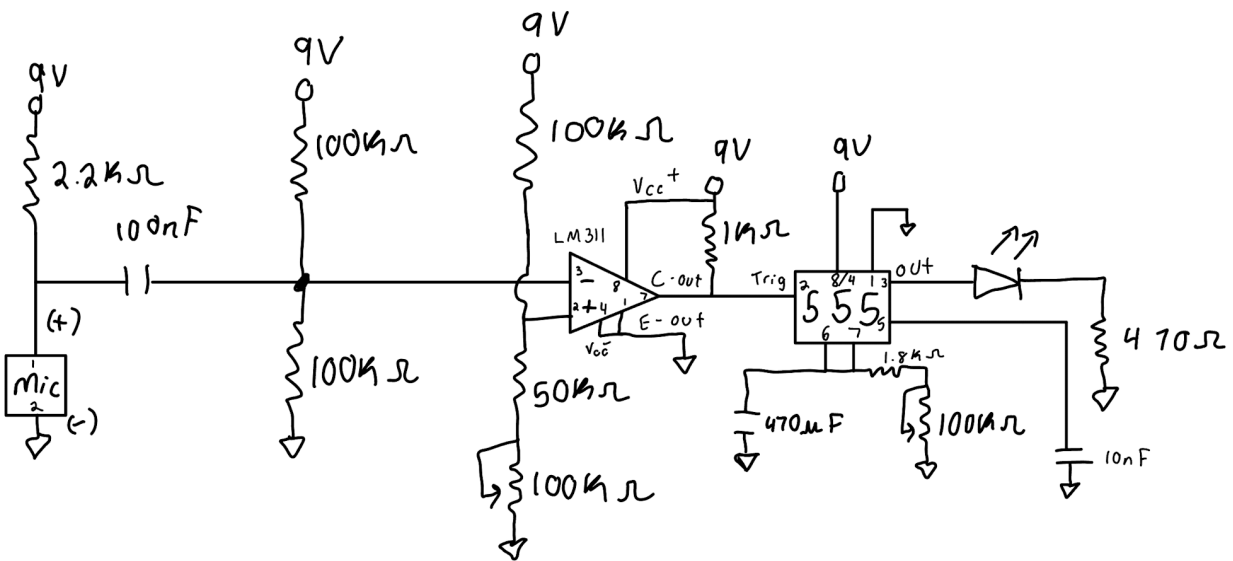 9V
2.2KΩ
100nF
(+)
1
Mic
2
(-)
9V
100KΩ
100KΩ
9V
100KΩ
LM311
3
-
2
+
4
8
1
7
Vcc+
C-out
E-out
Vcc-
50KΩ
100KΩ
9V
1KΩ
Trig
9V
2
8/4
1
3
555
5
6
7
out
1.8KΩ
470μF
100KΩ
470Ω
10nF